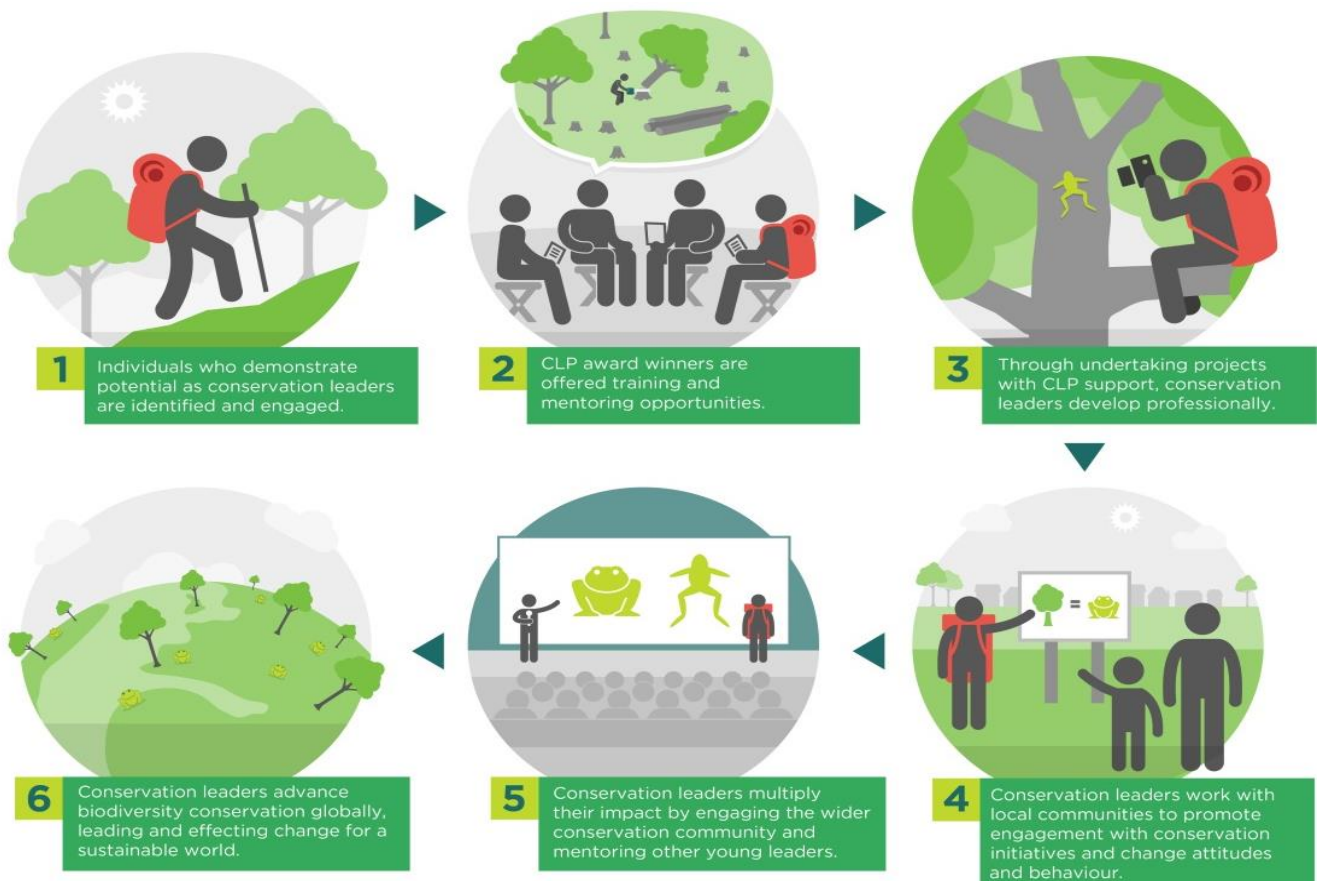 1
Individuals who demonstrate
potential as conservation leaders
are identified and engaged.
2
CLP award winners are
offered training and
mentoring opportunities.
3
Through undertaking projects
with CLP support, conservation
leaders develop professionally.
=
4
Conservation leaders work with
local communities to promote
engagement with conservation
initiatives and change attitudes
and behaviour.
5
Conservation leaders multiply
their impact by engaging the wider
conservation community and
mentoring other young leaders.
6
Conservation leaders advance
biodiversity conservation globally,
leading and effecting change for a
sustainable world.